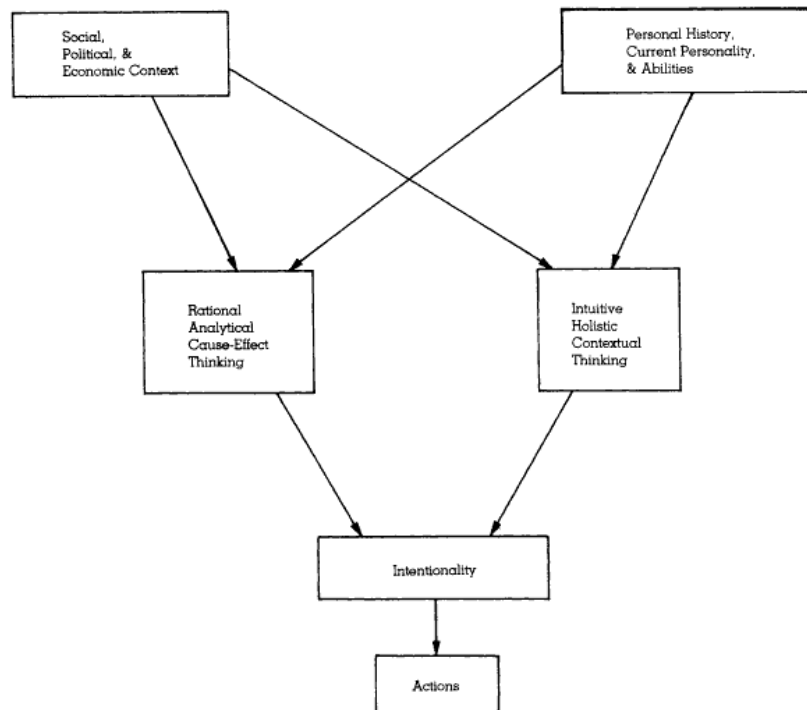 Social,
Political, &
Economic Context
Personal History,
Current Personality,
& Abilities
Rational
Analytical
Cause-Effect
Thinking
Intuitive
Holistic
Contextual
Thinking
Intentionality
Actions